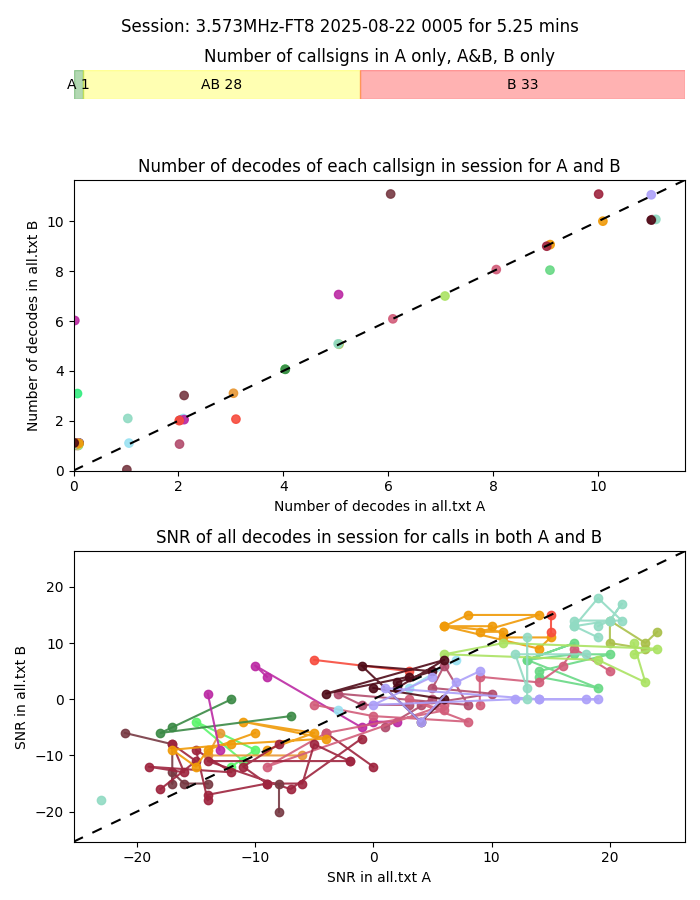 Session: 3.573MHz-FT8 2025-08-22 0005 for 5.25 mins
Number of callsigns in A only, A&B, B only
A 1 AB 28 B 33
Number of decodes of each callsign in session for A and B
Number of decodes in all.txt B
10
8
6
4
2
0
0 2 4 6 8 10
Number of decodes in all.txt A
SNR of all decodes in session for calls in both A and B
SNR in all.txt B
20
10
0
−10
−20
−20 −10 0 10 20
SNR in all.txt A